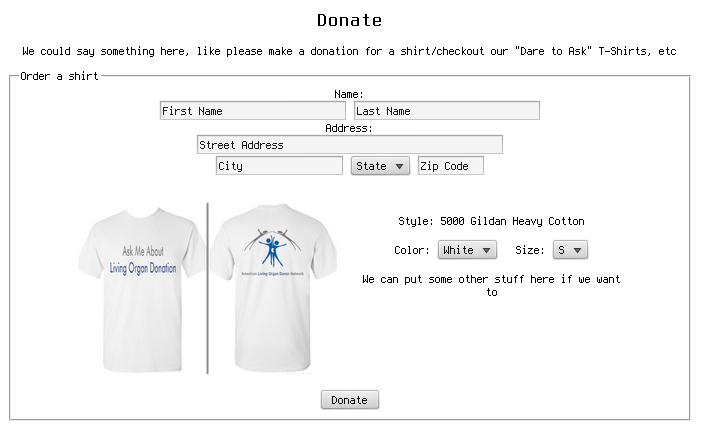 Donate
We could say something here, like please make a donation for a shirt/checkout our "Dare to Ask" T-Shirts, etc
Order a shirt
Name:
First Name Last Name
Address:
Street Address
City State Zip Code
Ask Me About
Living Organ Donation
American Living Organ Donor Network
Style: 5000 Gildan Heavy Cotton
Color: White Size: S
We can put some other stuff here if we want
to
Donate